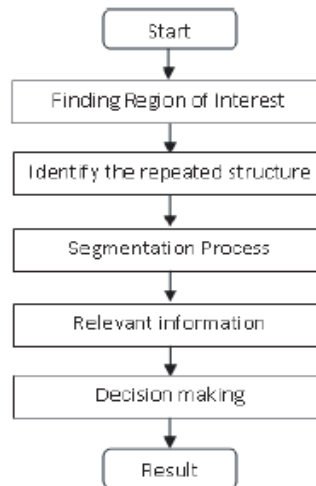 Start
Finding Region of Interest
Identify the repeated structure
Segmentation Process
Relevant information
Decision making
Result